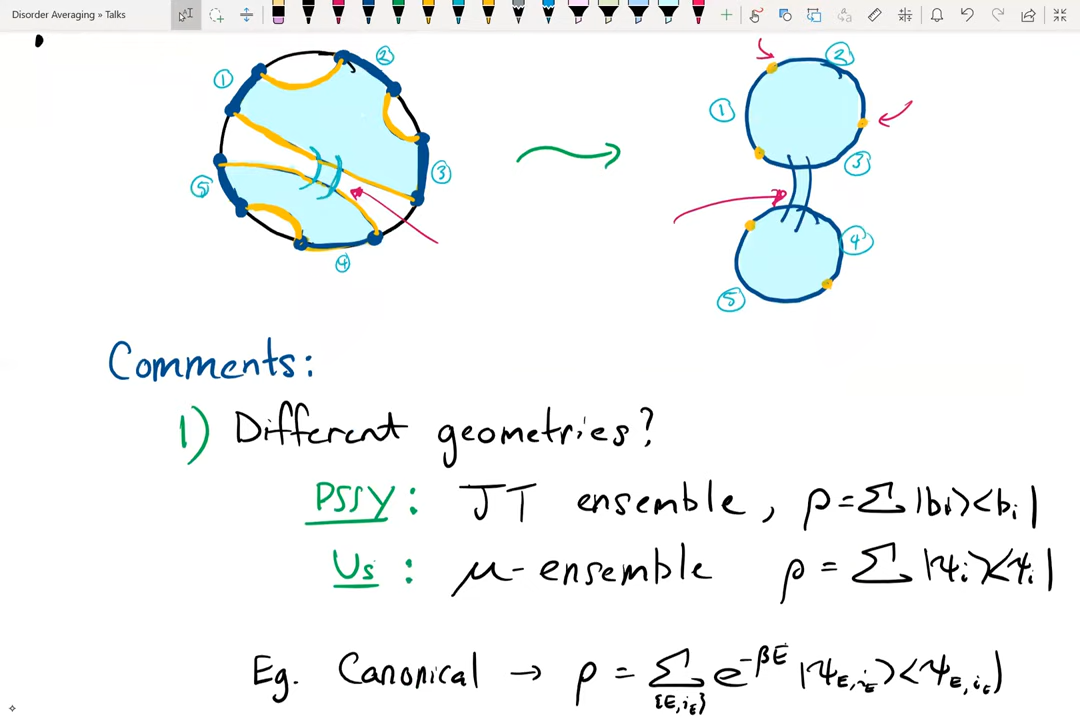 Disorder Averaging » Talks
② ②
① ①
③ ③
⑤ ④
④ ⑤
Comments:
1) Different geometries?
PSSY: JT ensemble, ρ = Σ |bᵢ><bᵢ|
Us: μ-ensemble ρ = Σ |ψᵢ><ψᵢ|
Eg. Canonical → ρ = Σ_{{E,i_E}} e^{-βE} |ψ_{E,i_E}><ψ_{E,i_E})